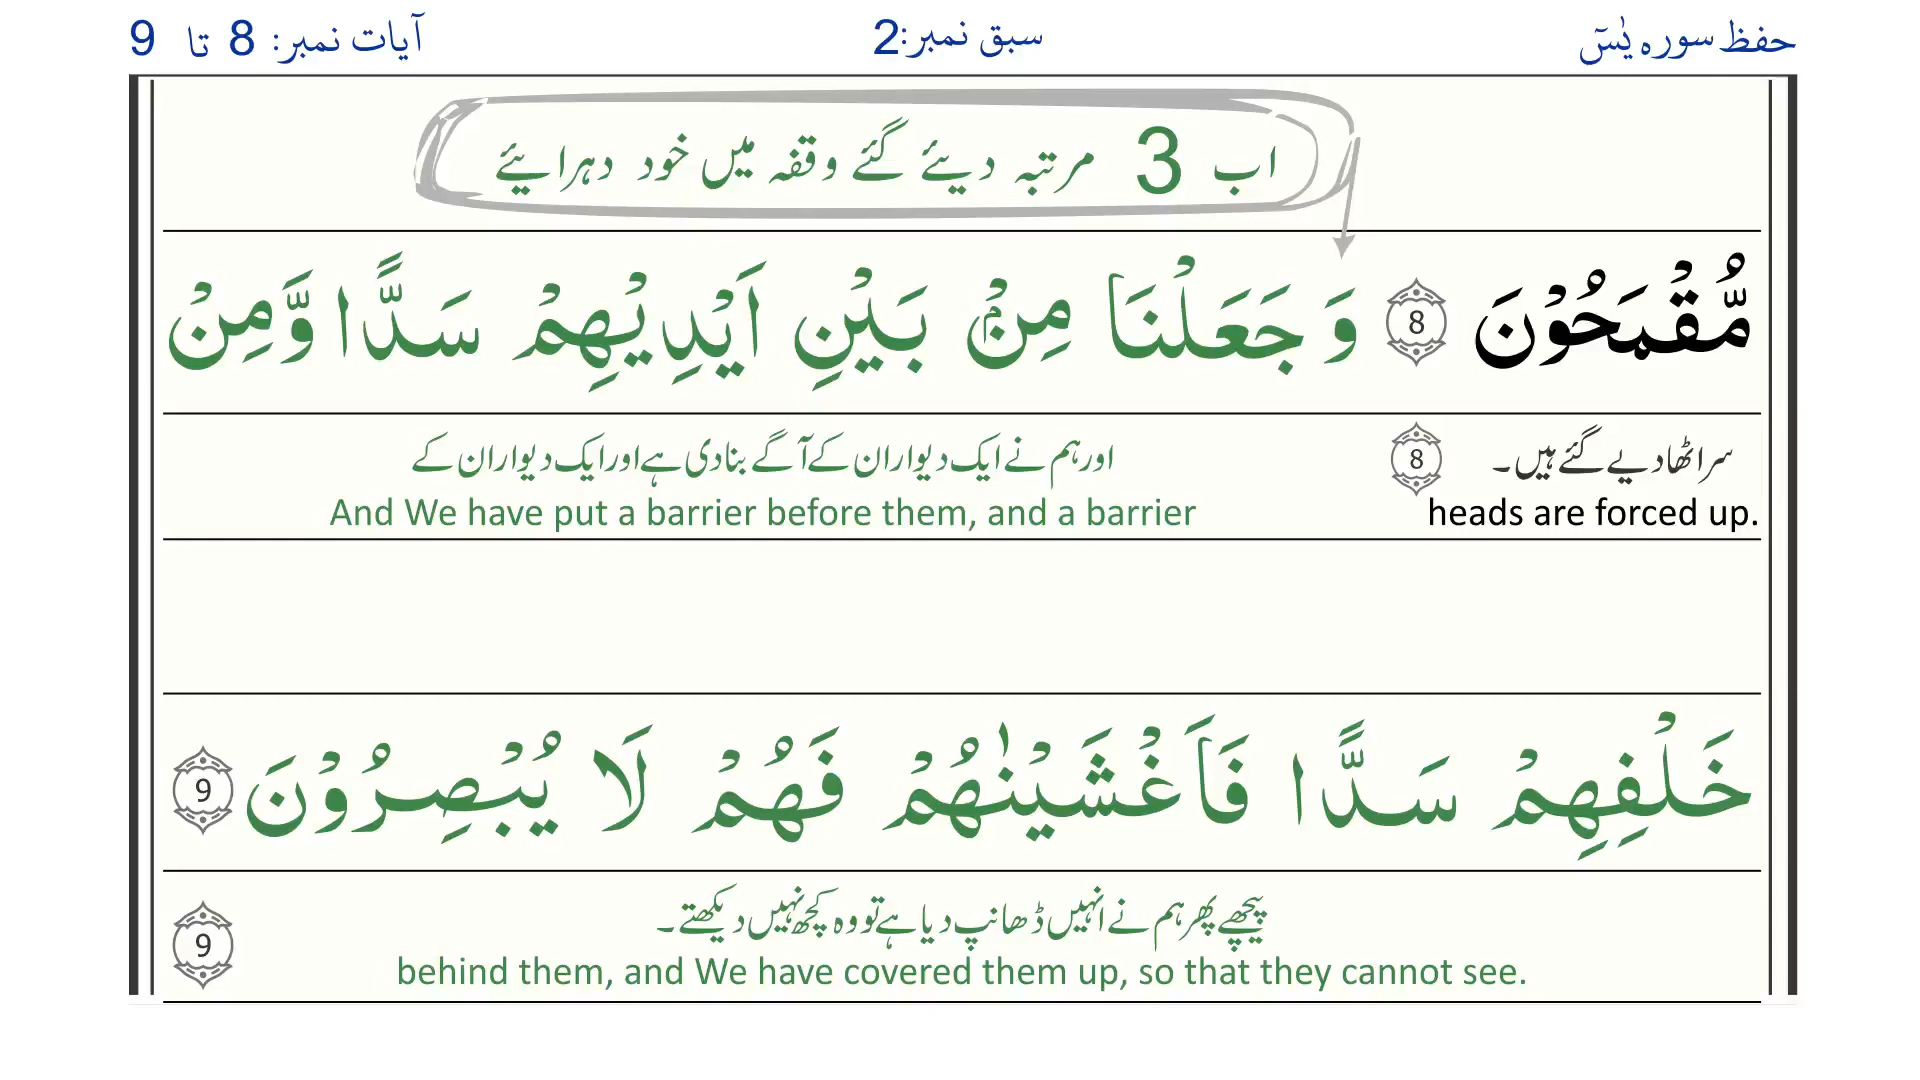 حفظ سورہ یٰسٓ سبق نمبر:2 آیات نمبر: 8 تا 9
اب 3 مرتبہ دیئے گئے وقفہ میں خود دہرائیے
مُّقْمَحُوْنَ 8 وَ جَعَلْنَا مِنْۢ بَیْنِ اَیْدِیْهِمْ سَدًّا وَّ مِنْ
سر اٹھا دیے گئے ہیں۔ 8 اور ہم نے ایک دیوار ان کے آگے بنا دی ہے اور ایک دیوار ان کے
heads are forced up. And We have put a barrier before them, and a barrier
خَلْفِهِمْ سَدًّا فَاَغْشَیْنٰهُمْ فَهُمْ لَا یُبْصِرُوْنَ 9
پیچھے پھر ہم نے انہیں ڈھانپ دیا ہے تو وہ کچھ نہیں دیکھتے۔ 9
behind them, and We have covered them up, so that they cannot see.